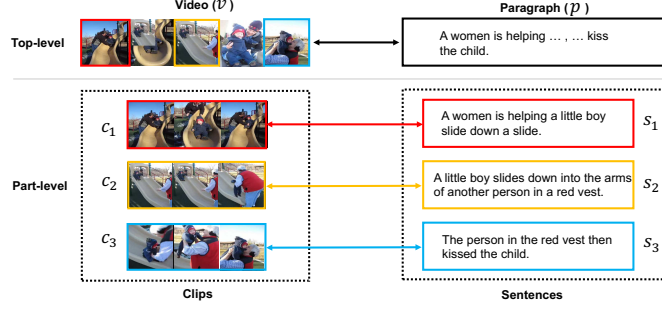 Video (v)
Paragraph (p)
Top-level
A women is helping … , … kiss
the child.
c1
A women is helping a little boy
slide down a slide.
s1
Part-level
c2
A little boy slides down into the arms
of another person in a red vest.
s2
c3
The person in the red vest then
kissed the child.
s3
Clips
Sentences